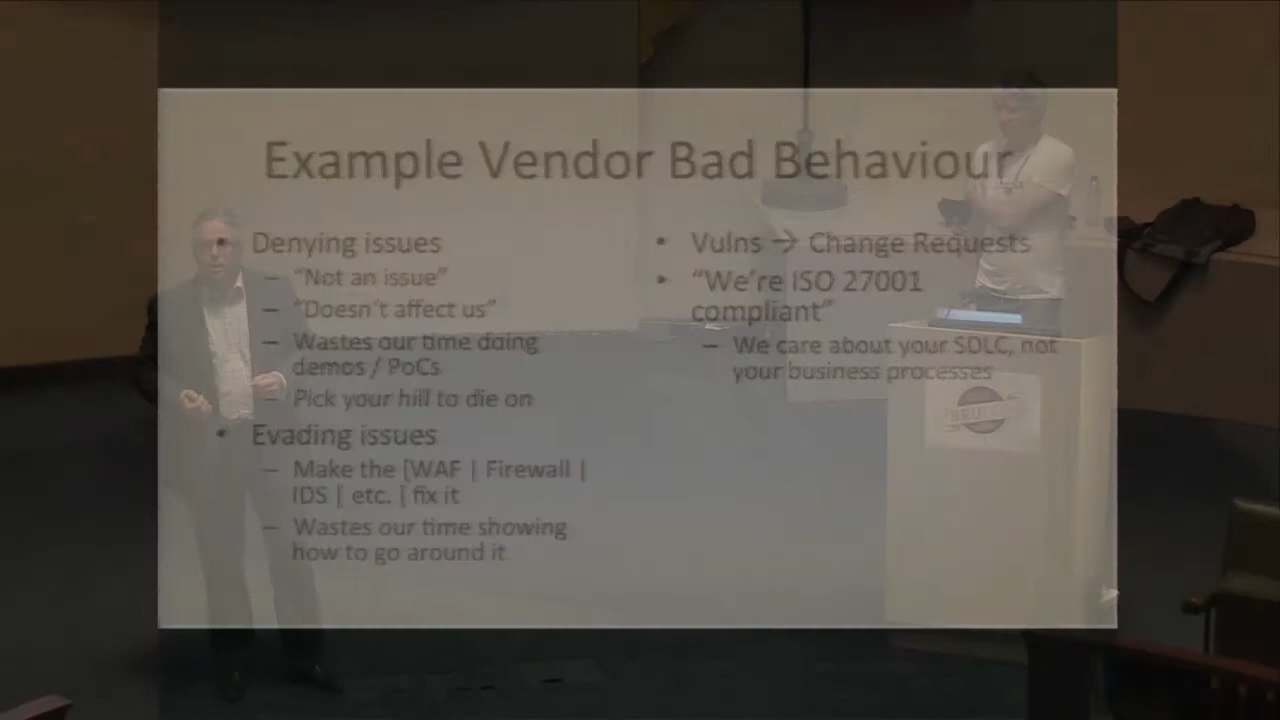 Example Vendor Bad Behaviour
Denying issues
– “Not an issue”
– “Doesn’t affect us”
– Wastes our time doing
demos / PoCs
– Pick your hill to die on
• Evading issues
– Make the [WAF | Firewall |
IDS | etc. [ fix it
– Wastes our time showing
how to go around it
• Vulns → Change Requests
• “We’re ISO 27001
compliant”
– We care about your SDLC, not
your business processes
BRU